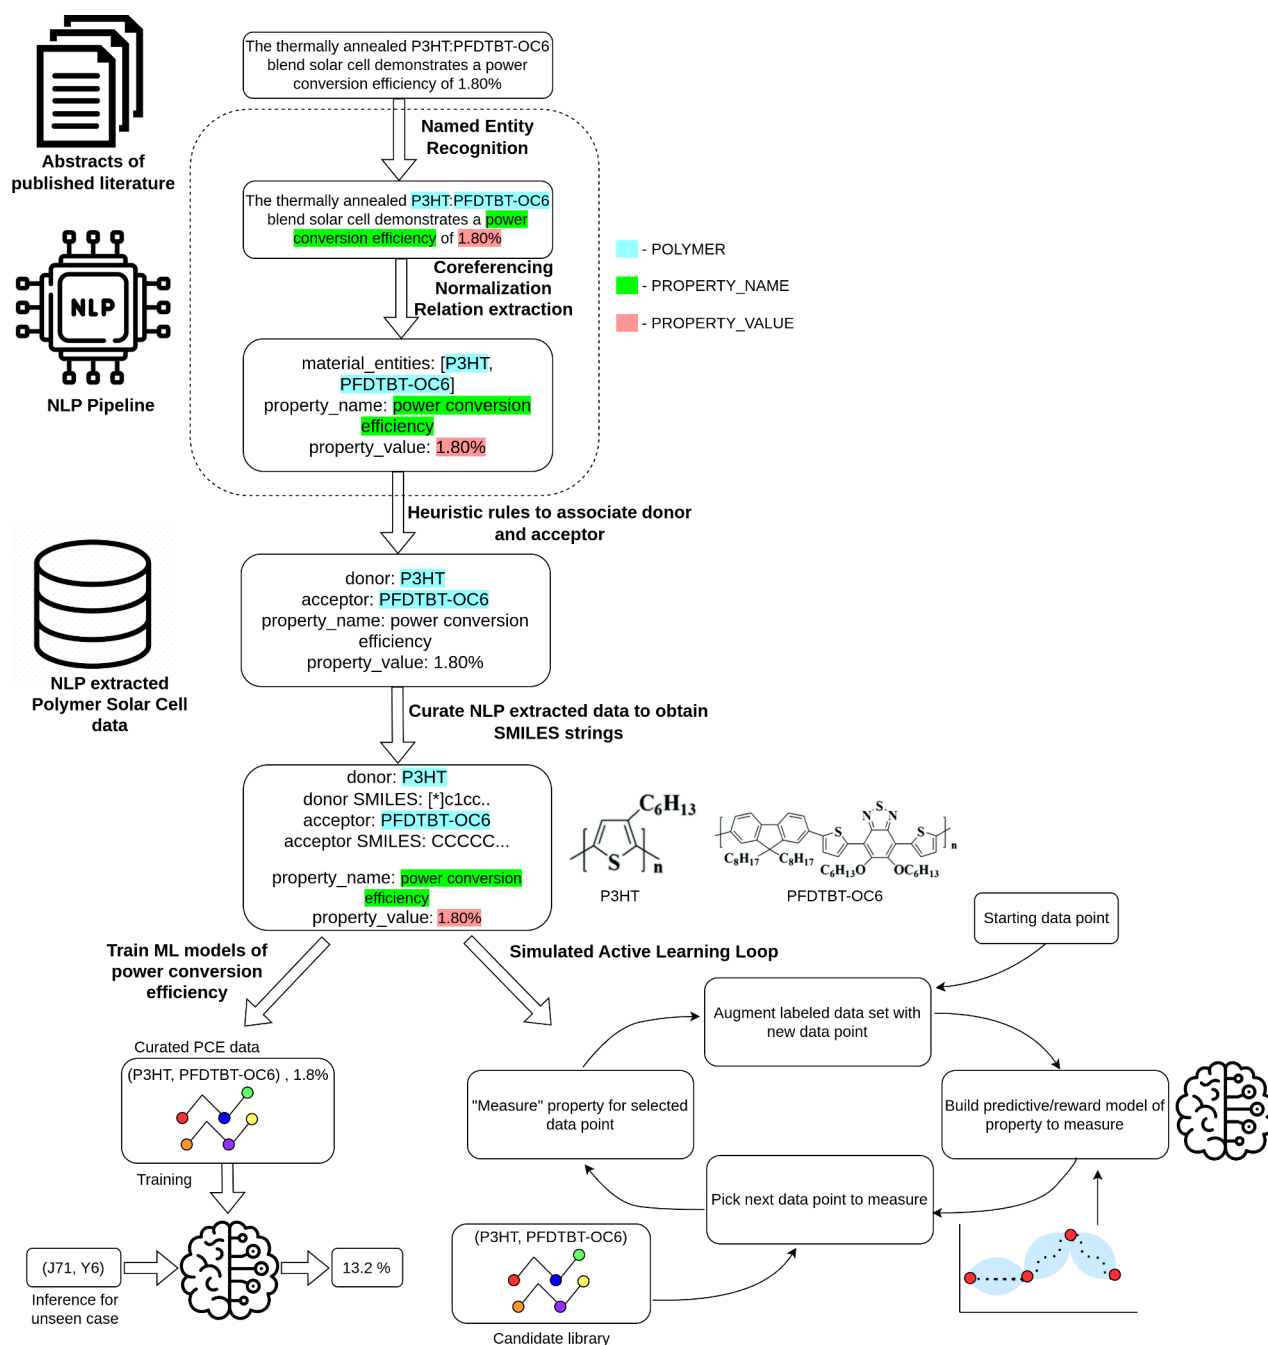 The thermally annealed P3HT:PFDTBT-OC6
blend solar cell demonstrates a power
conversion efficiency of 1.80%
Abstracts of
published literature
Named Entity
Recognition
The thermally annealed P3HT:PFDTBT-OC6
blend solar cell demonstrates a power
conversion efficiency of 1.80%
- POLYMER
- PROPERTY_NAME
- PROPERTY_VALUE
NLP
NLP Pipeline
Coreferencing
Normalization
Relation extraction
material_entities: [P3HT,
PFDTBT-OC6]
property_name: power conversion
efficiency
property_value: 1.80%
Heuristic rules to associate donor
and acceptor
donor: P3HT
acceptor: PFDTBT-OC6
property_name: power conversion
efficiency
property_value: 1.80%
NLP extracted
Polymer Solar Cell
data
Curate NLP extracted data to obtain
SMILES strings
donor: P3HT
donor SMILES: [*]c1cc..
acceptor: PFDTBT-OC6
acceptor SMILES: CCCCC...
property_name: power conversion
efficiency
property_value: 1.80%
C6H13
S
n
P3HT
S
N N
S S
n
C8H17 C8H17
C6H13O OC6H13
PFDTBT-OC6
Train ML models of
power conversion
efficiency
Simulated Active Learning Loop
Starting data point
Augment labeled data set with
new data point
Build predictive/reward model of
property to measure
Pick next data point to measure
"Measure" property for selected
data point
(P3HT, PFDTBT-OC6)
Candidate library
Curated PCE data
(P3HT, PFDTBT-OC6) , 1.8%
Training
(J71, Y6)
Inference for
unseen case
13.2 %